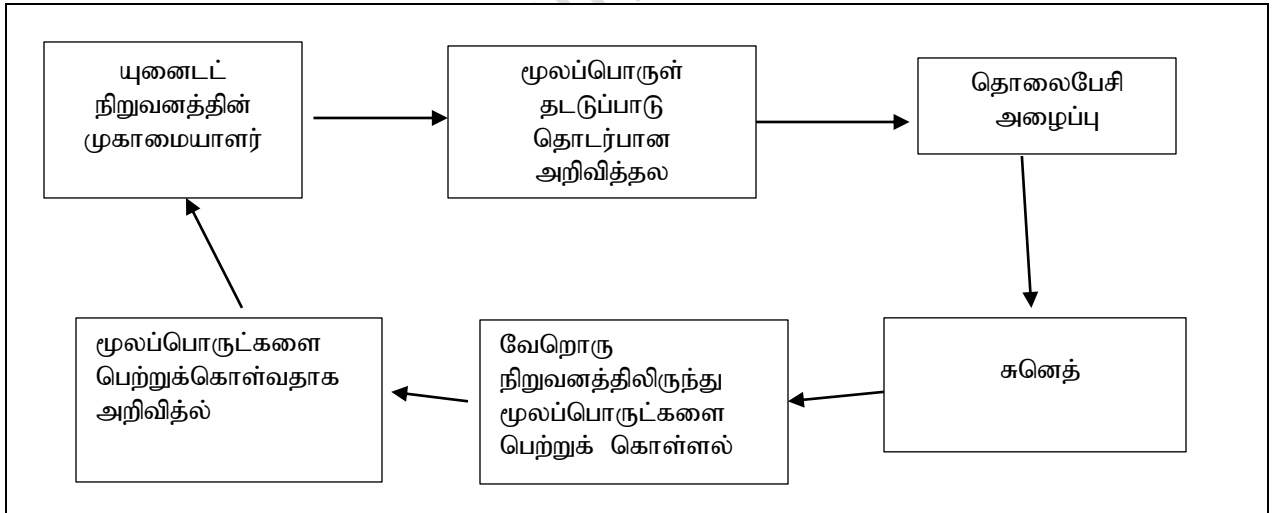 யுனைடட்
நிறுவனத்தின்
முகாமையாளர்
மூலப்பொருள்
தடடுப்பாடு
தொடர்பான
அறிவித்தல
தொலைபேசி
அழைப்பு
சுனெத்
வேறொரு
நிறுவனத்திலிருந்து
மூலப்பொருட்களை
பெற்றுக் கொள்ளல்
மூலப்பொருட்களை
பெற்றுக்கொள்வதாக
அறிவித்ல்